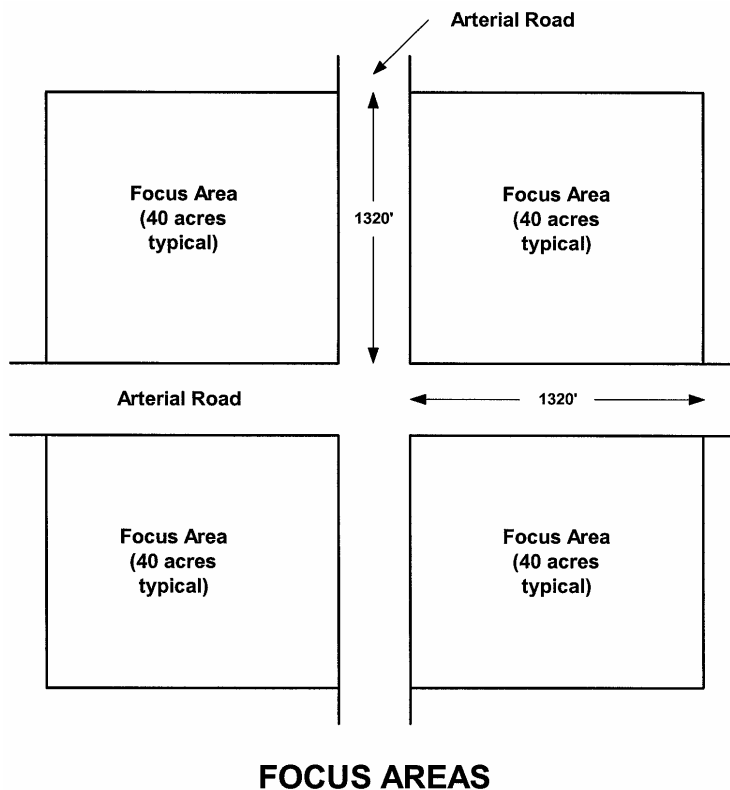 Arterial Road
Focus Area
(40 acres
typical)
1320'
Focus Area
(40 acres
typical)
Arterial Road
1320'
Focus Area
(40 acres
typical)
Focus Area
(40 acres
typical)
FOCUS AREAS